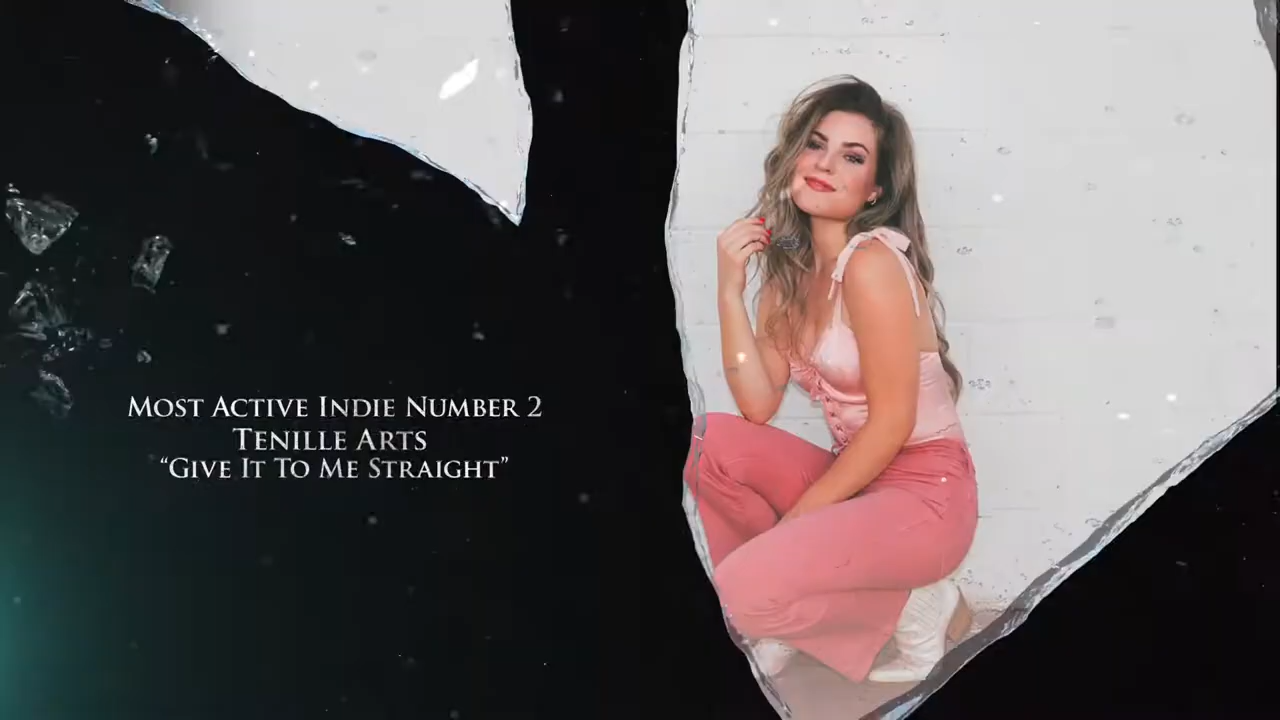 Most Active Indie Number 2
Tenille Arts
“Give It To Me Straight”